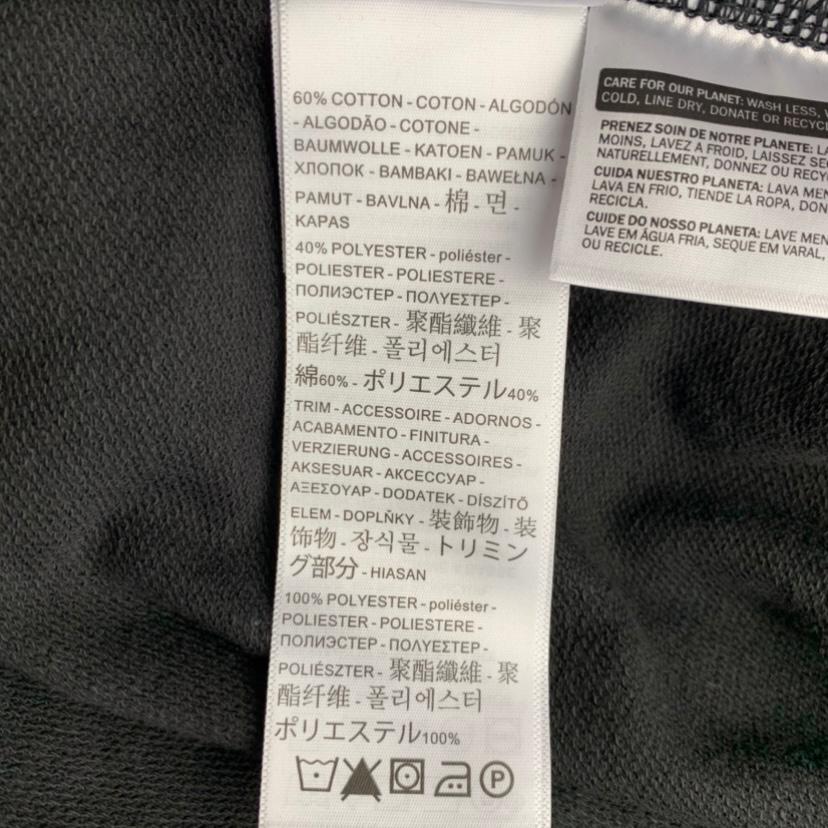 60% COTTON - COTON - ALGODÓN
- ALGODÃO - COTONE -
BAUMWOLLE - KATOEN - PAMUK -
ХЛОПОК - BAMBAKI - BAWEŁNA -
PAMUT - BAVLNA - 棉 - 면 -
KAPAS
40% POLYESTER - poliéster -
POLIESTER - POLIESTERE -
ПОЛИЭСТЕР - ΠΟΛΥΕΣΤΕΡ -
POLIÉSZTER - 聚酯纖維 - 聚
酯纤维 - 폴리에스터
綿60% - ポリエステル40%
TRIM - ACCESSOIRE - ADORNOS -
ACABAMENTO - FINITURA -
VERZIERUNG - ACCESSOIRES -
AKSESUAR - АКСЕССУАР -
ΑΞΕΣΟΥΑΡ - DODATEK - DÍSZÍTŐ
ELEM - DOPLŇKY - 裝飾物 - 装
饰物 - 장식물 - トリミン
グ部分 - HIASAN
100% POLYESTER - poliéster -
POLIESTER - POLIESTERE -
ПОЛИЭСТЕР - ΠΟΛΥΕΣΤΕΡ -
POLIÉSZTER - 聚酯纖維 - 聚
酯纤维 - 폴리에스터
ポリエステル100%
P
CARE FOR OUR PLANET: WASH LESS,
COLD, LINE DRY, DONATE OR RECYC
PRENEZ SOIN DE NOTRE PLANETE: LA
MOINS, LAVEZ A FROID, LAISSEZ SE
NATURELLEMENT, DONNEZ OU RECY
CUIDA NUESTRO PLANETA: LAVA MEN
LAVA EN FRIO, TIENDE LA ROPA, DON
RECICLA.
CUIDE DO NOSSO PLANETA: LAVE MEN
LAVE EM ÁGUA FRIA, SEQUE EM VARAL,
OU RECICLE.